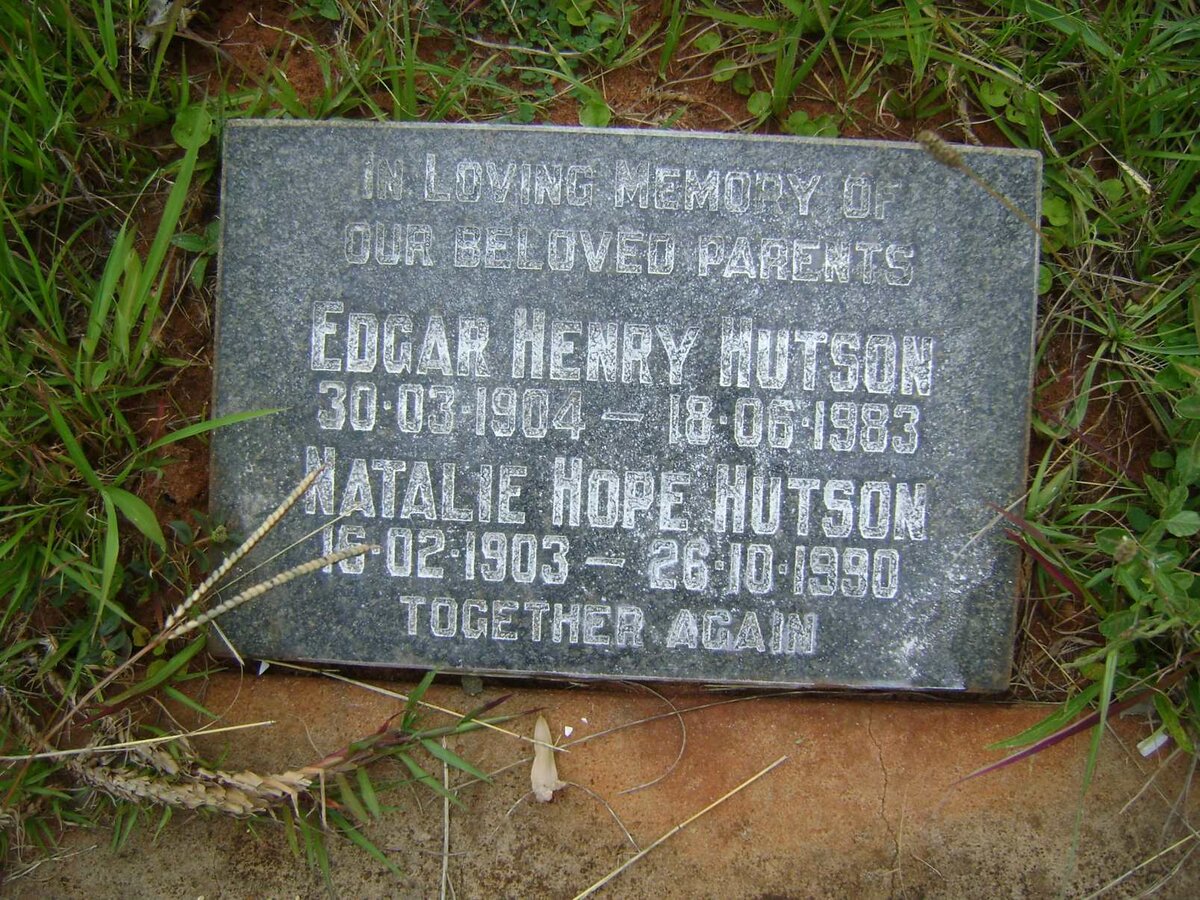 IN LOVING MEMORY OF
OUR BELOVED PARENTS
EDGAR HENRY HUTSON
30·03·1904 — 18·06·1983
NATALIE HOPE HUTSON
16·02·1903 — 26·10·1990
TOGETHER AGAIN